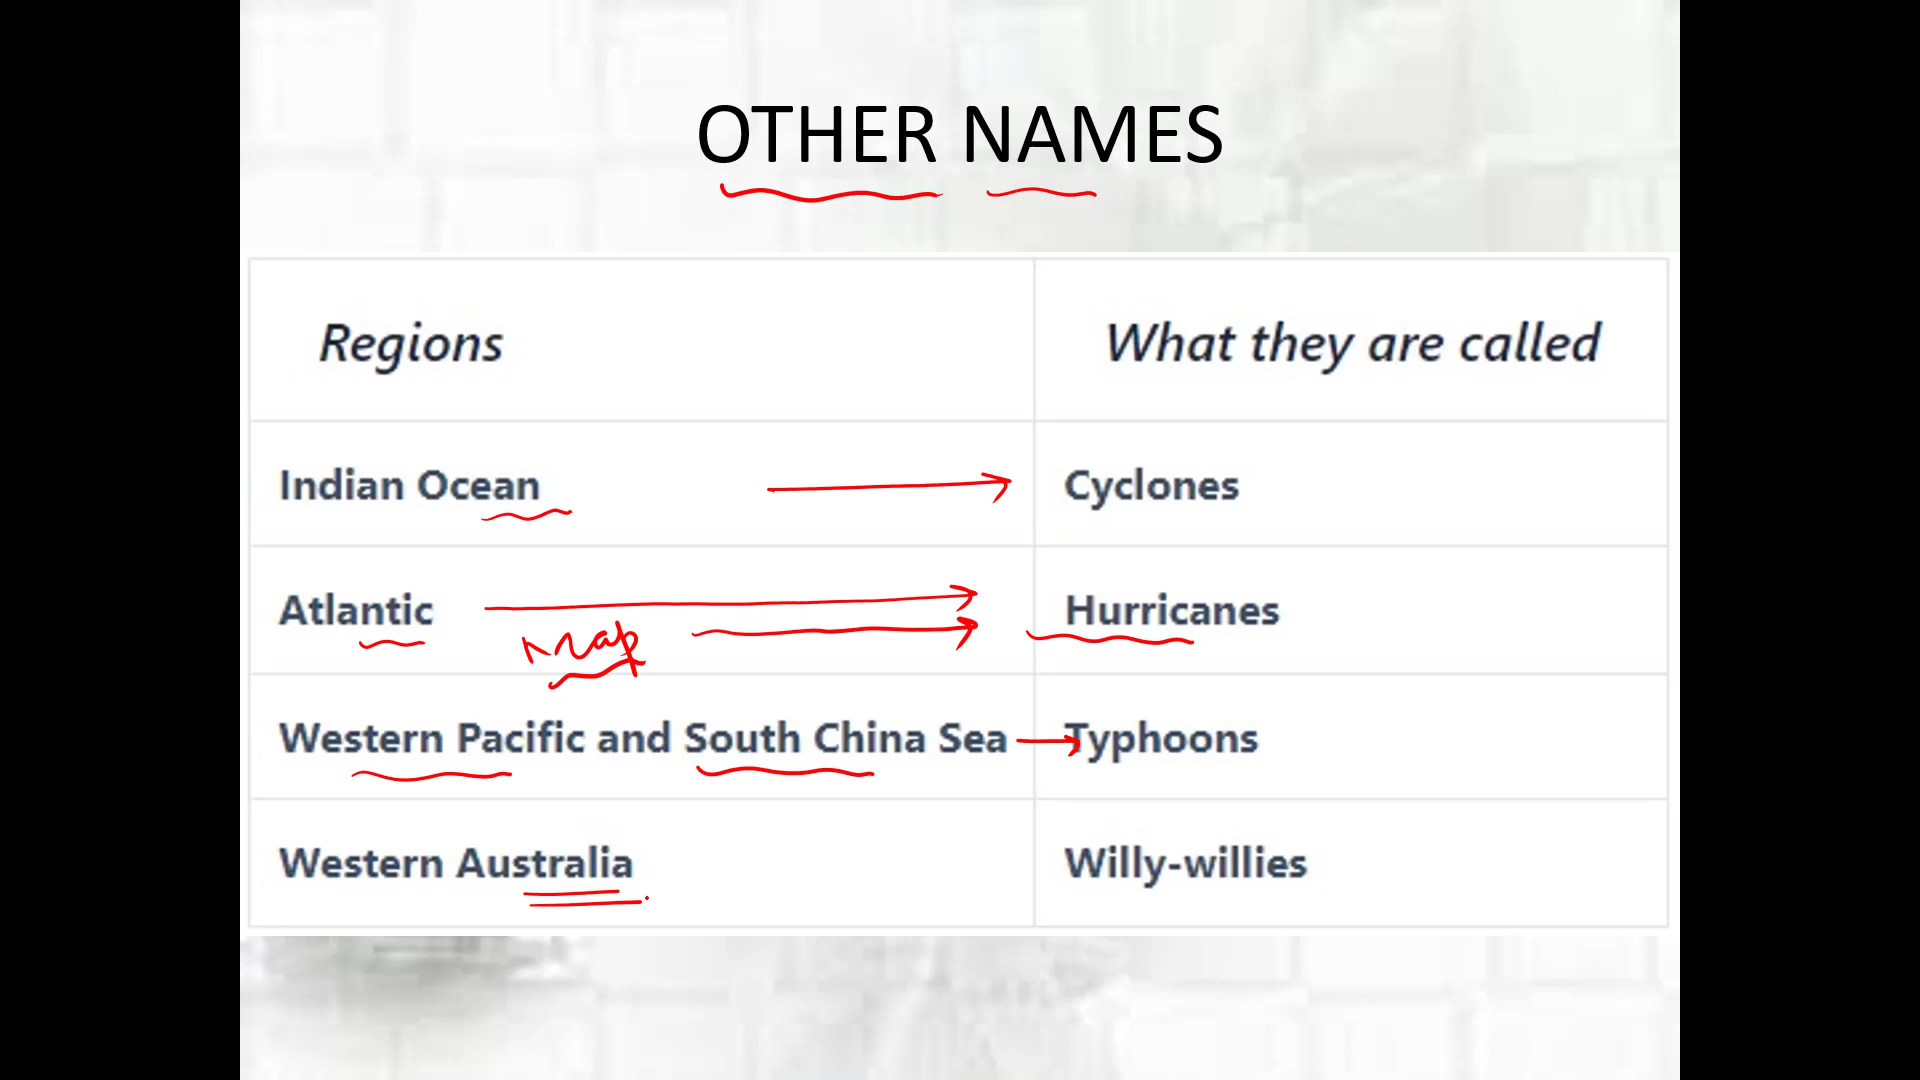 OTHER NAMES
Regions What they are called
Indian Ocean Cyclones
Atlantic Hurricanes
Map
Western Pacific and South China Sea Typhoons
Western Australia Willy-willies